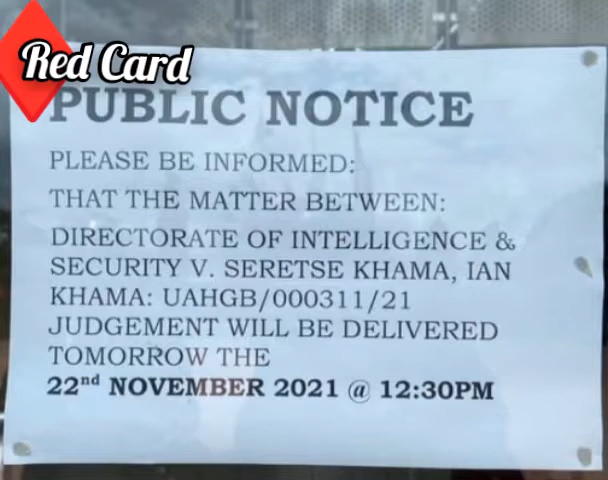 Red Card
PUBLIC NOTICE
PLEASE BE INFORMED:
THAT THE MATTER BETWEEN:
DIRECTORATE OF INTELLIGENCE &
SECURITY V. SERETSE KHAMA, IAN
KHAMA: UAHGB/000311/21
JUDGEMENT WILL BE DELIVERED
TOMORROW THE
22nd NOVEMBER 2021 @ 12:30PM